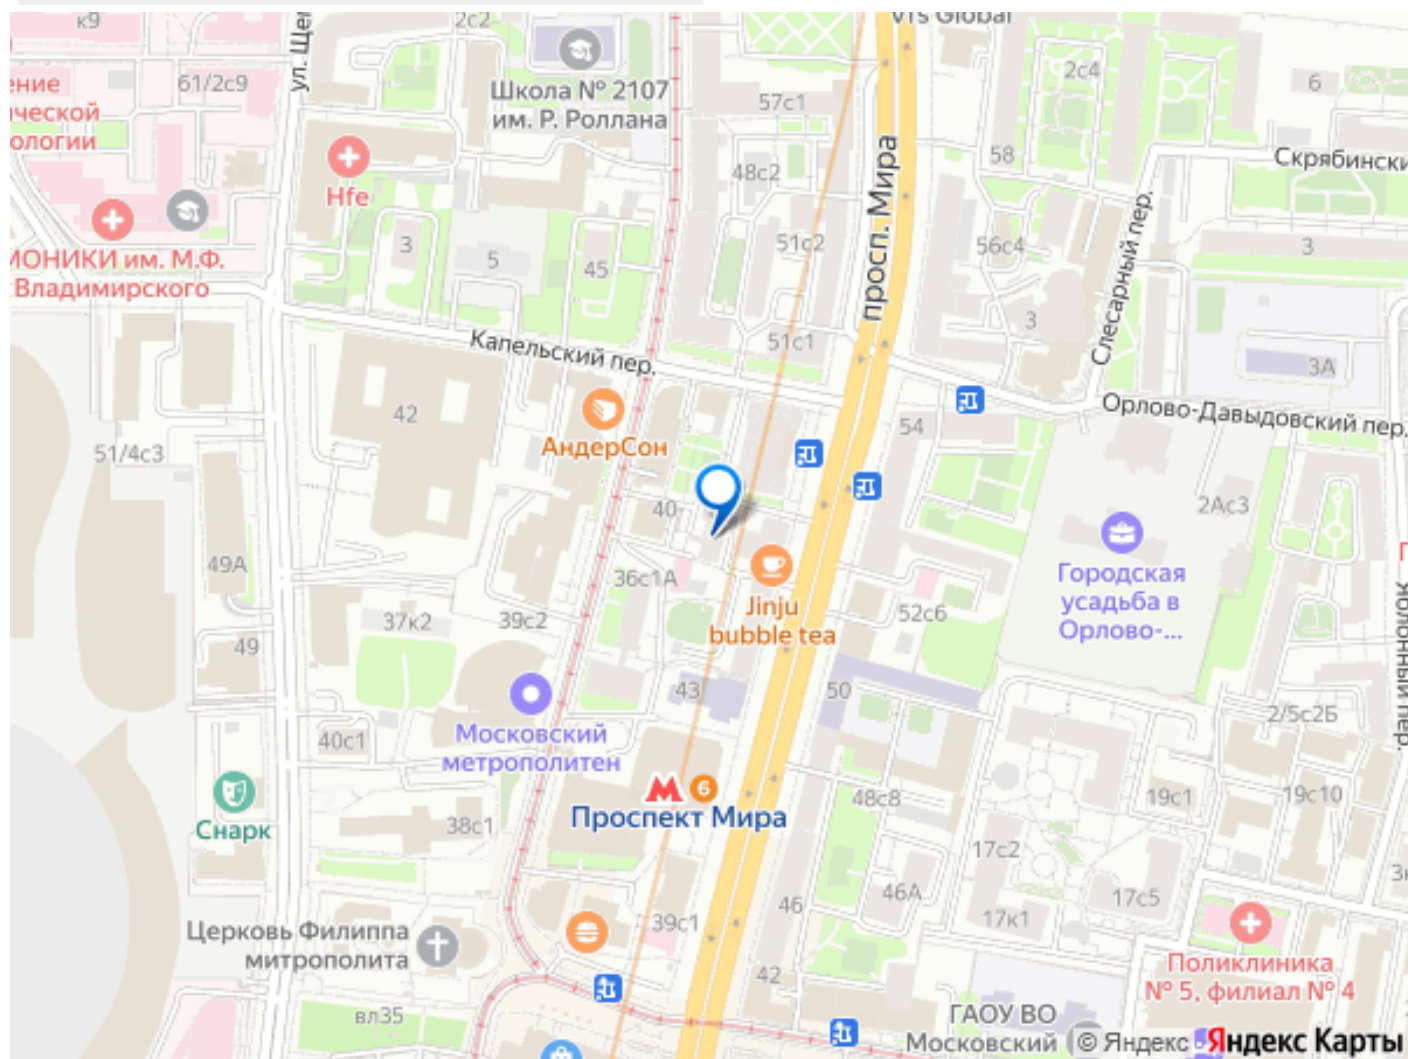 к9
2с2
VTS Global
ул. Щеп
61/2с9
ение
ической
ологии
Школа № 2107
им. Р. Роллана
57с1
2с4
6
просп. Мира
58
Скрябински
Hfe
48с2
Слесарный пер.
МОНИКИ им. М.Ф.
Владимирского
3
5
45
51с2
56с4
3
3
Капельский пер.
51с1
3А
42
АндерСон
54
Орлово-Давыдовский пер.
51/4с3
40
2Ас3
49А
36с1А
Jinju
bubble tea
Городская
усадьба в
Орлово-...
37к2
39с2
52с6
Яблонный пер.
49
43
50
2/5с2Б
40с1
Московский
метрополитен
6
Проспект Мира
48с8
19с1
19с10
Снарк
38с1
17с2
46А
17с5
46
17к1
39с1
Церковь Филиппа
митрополита
42
Поликлиника
№ 5, филиал № 4
вл35
ГАОУ ВО
Московский
© Яндекс
Яндекс Карты